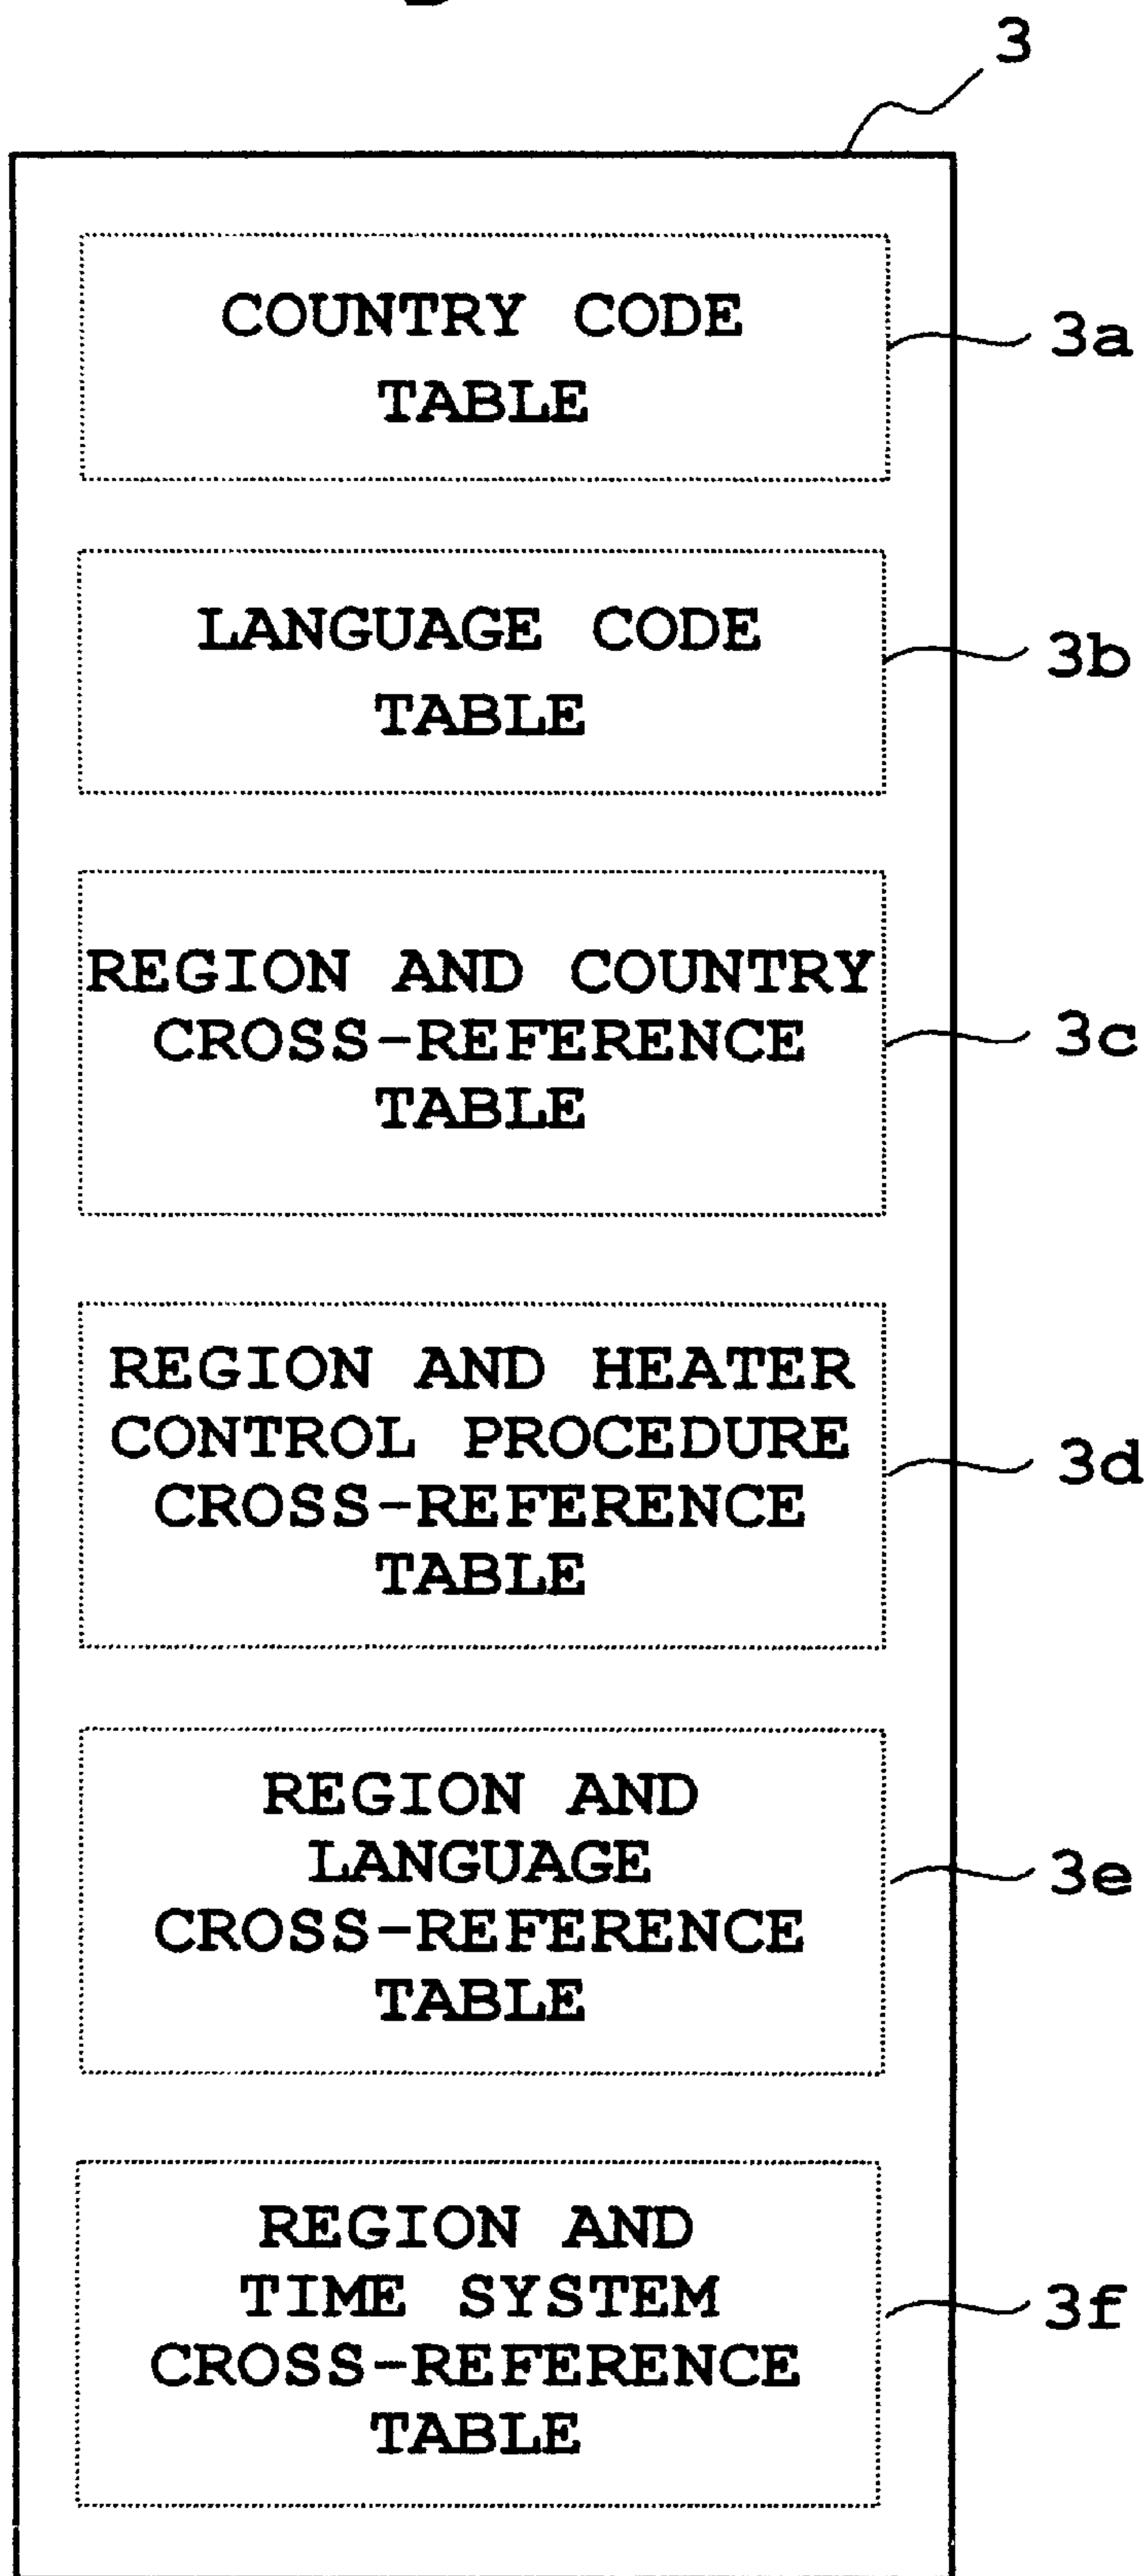 3
COUNTRY CODE
TABLE
3a
LANGUAGE CODE
TABLE
3b
REGION AND COUNTRY
CROSS-REFERENCE
TABLE
3c
REGION AND HEATER
CONTROL PROCEDURE
CROSS-REFERENCE
TABLE
3d
REGION AND
LANGUAGE
CROSS-REFERENCE
TABLE
3e
REGION AND
TIME SYSTEM
CROSS-REFERENCE
TABLE
3f